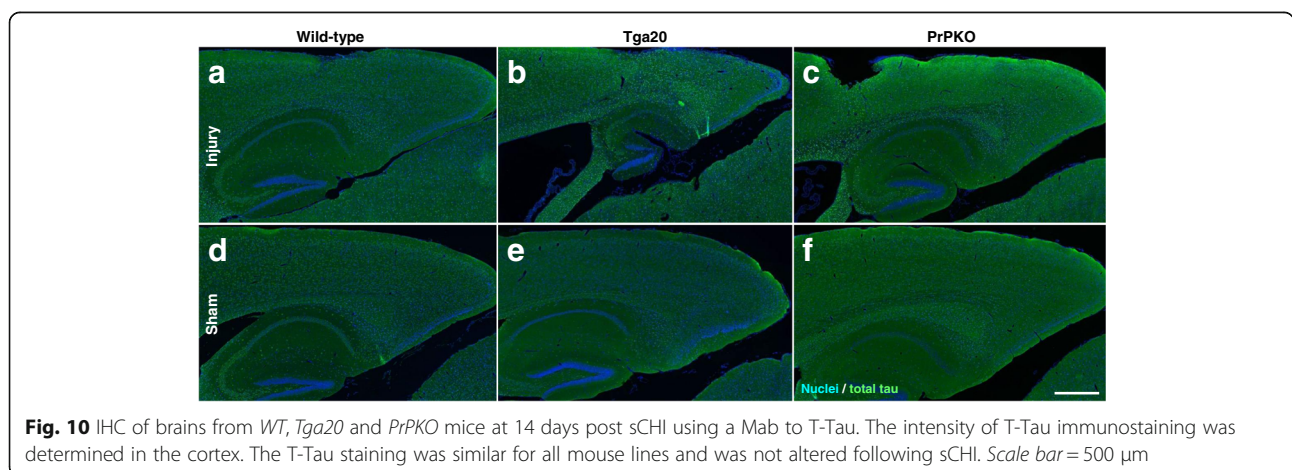 Wild-type Tga20 PrPKO
Injury
a b c
Sham
d e f
Nuclei / total tau
Fig. 10 IHC of brains from WT, Tga20 and PrPKO mice at 14 days post sCHI using a Mab to T-Tau. The intensity of T-Tau immunostaining was
determined in the cortex. The T-Tau staining was similar for all mouse lines and was not altered following sCHI. Scale bar = 500 μm